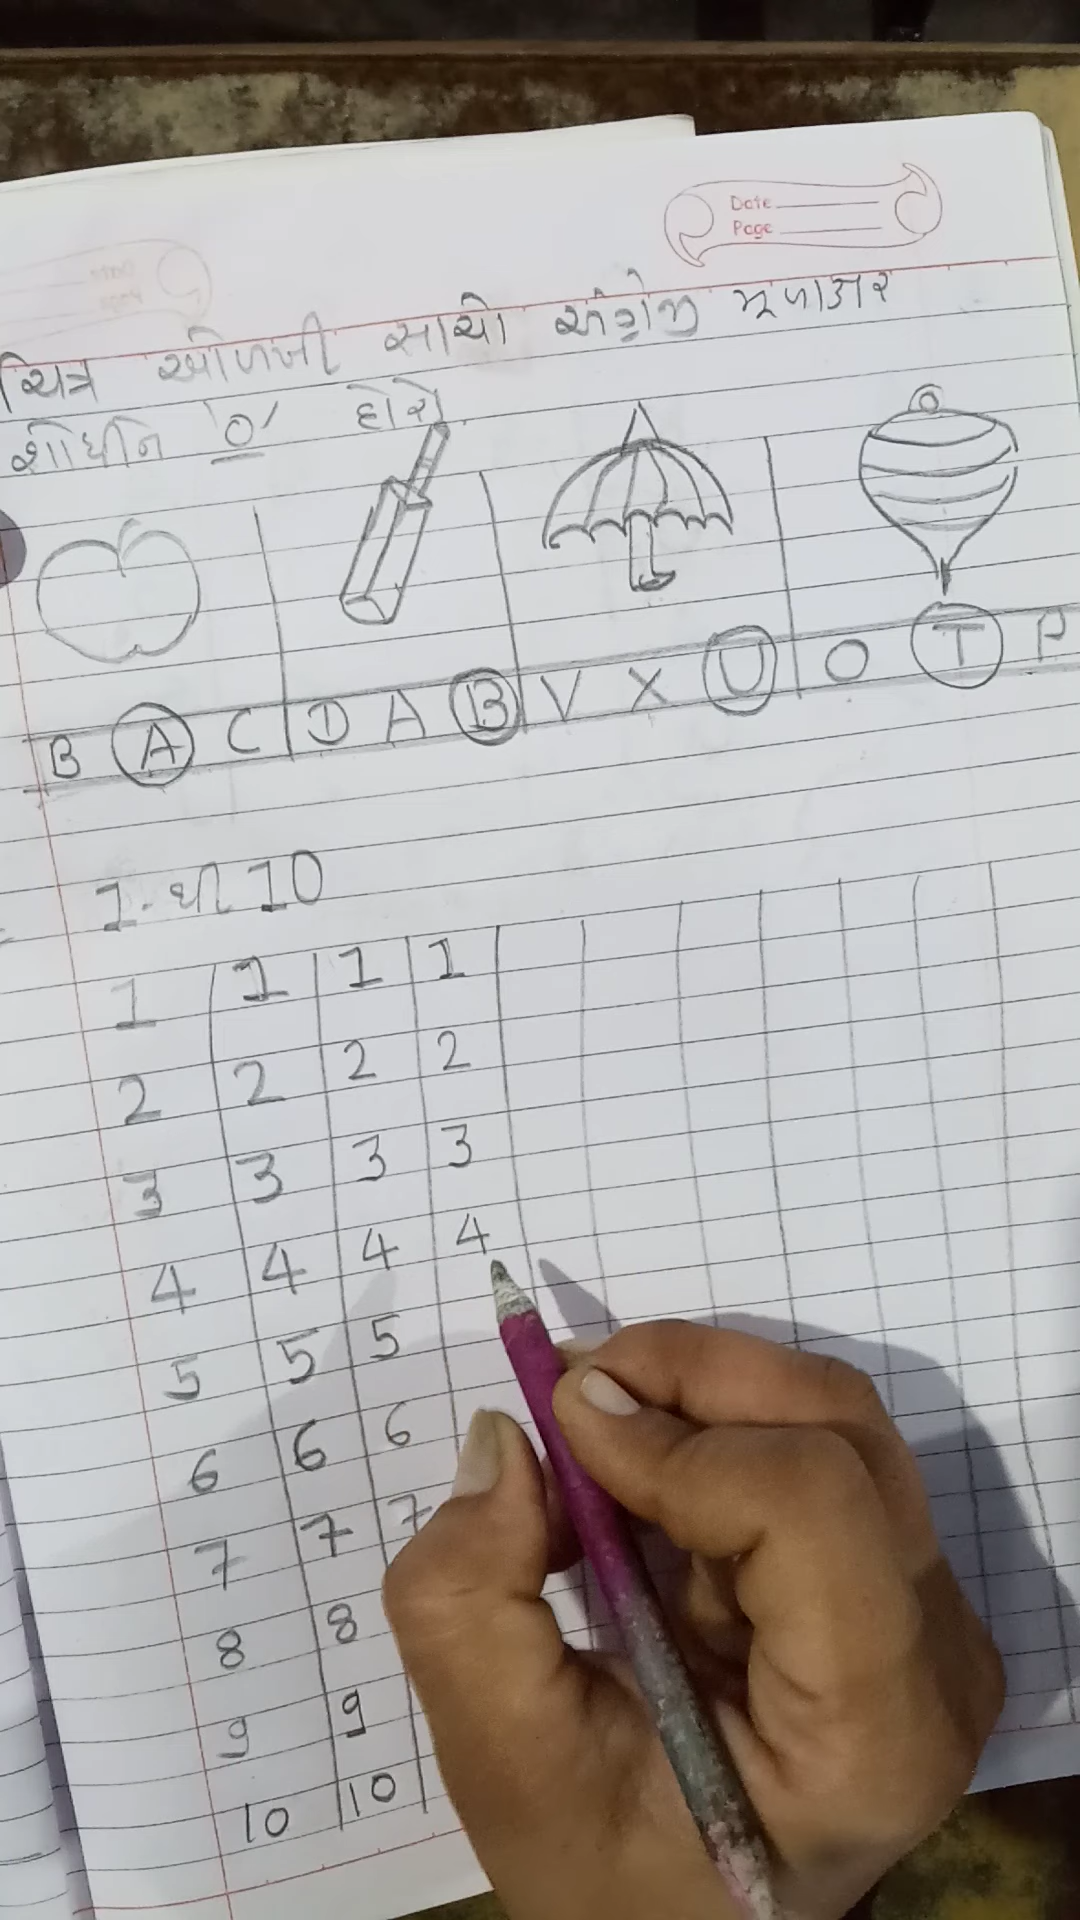 Date
Page
ચિત્ર ઓળખી સાચો અંગ્રેજી મૂળાક્ષર
શોધીને '0' દોરો
B A C D A B V X U O T P
1 થી 10
1 1 1 1
2 2 2 2
3 3 3 3
4 4 4 4
5 5 5
6 6 6
7 7 7
8 8
9 9
10 10